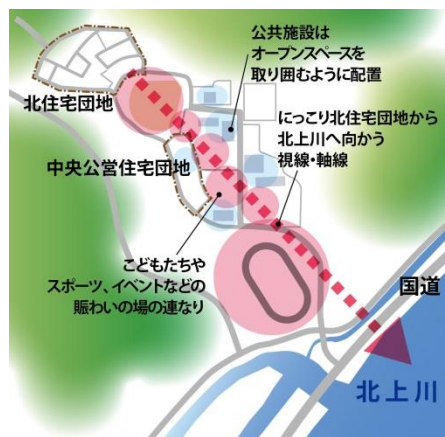 公共施設は
オープンスペースを
取り囲むように配置
北住宅団地
にっこり北住宅団地から
北上川へ向かう
視線・軸線
中央公営住宅団地
こどもたちや
スポーツ、イベントなどの
賑わいの場の連なり
国道
北上川